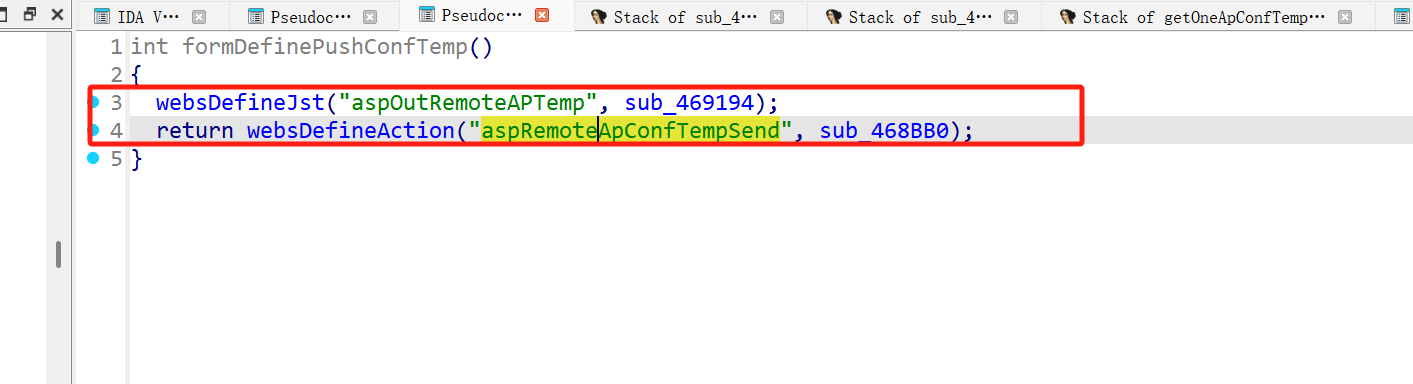 IDA V··· Pseudoc··· Pseudoc··· Stack of sub_4··· Stack of sub_4··· Stack of getOneApConfTemp···
1 int formDefinePushConfTemp()
2 {
3 websDefineJst("aspOutRemoteAPTemp", sub_469194);
4 return websDefineAction("aspRemoteApConfTempSend", sub_468BB0);
5 }